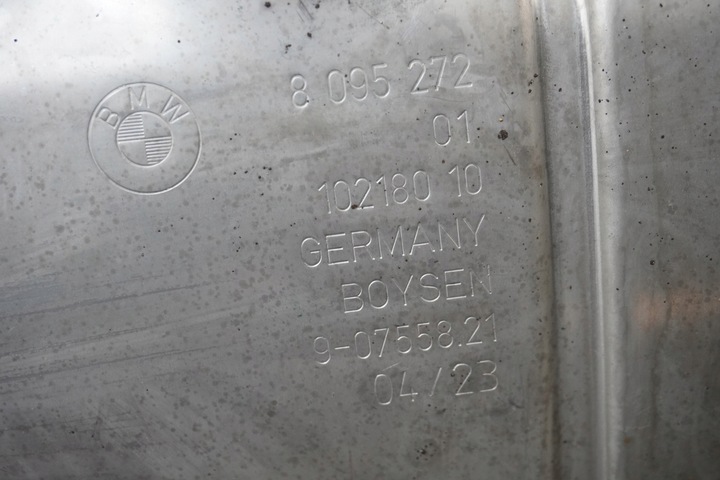 BMW
8 095 272
01
102180 10
GERMANY
BOYSEN
9-07558.21
04/23